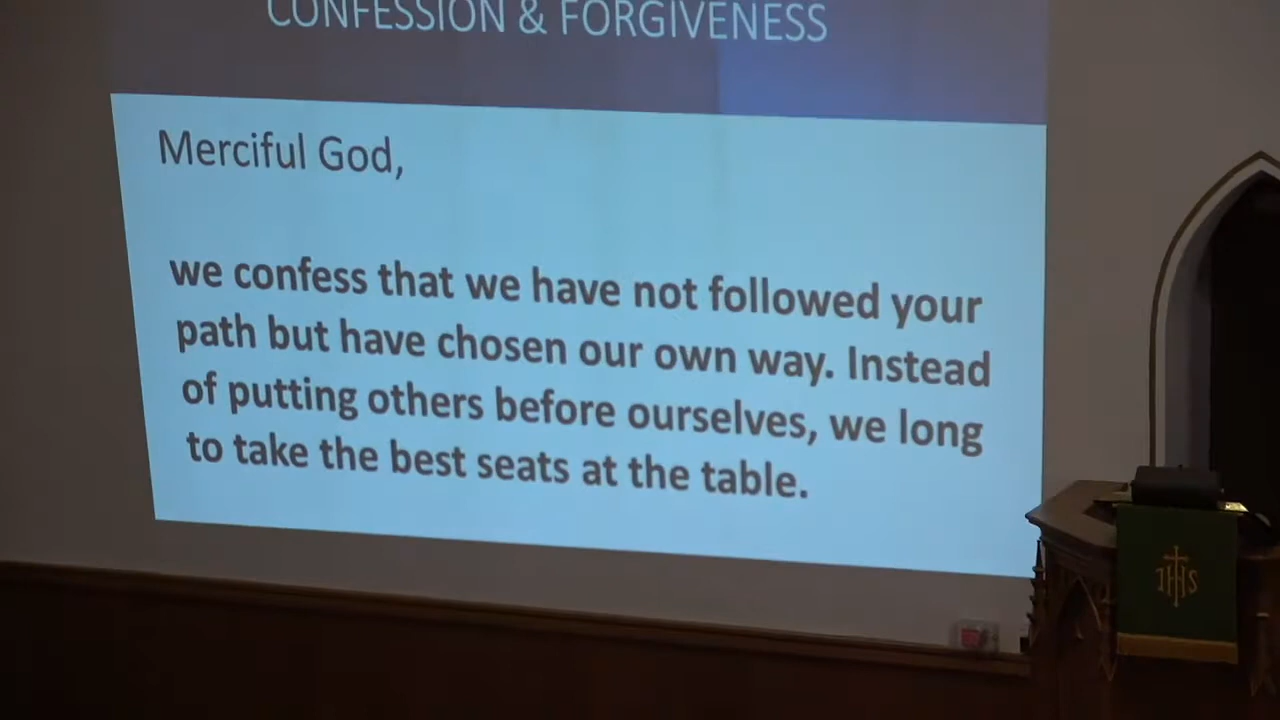 CONFESSION & FORGIVENESS
Merciful God,
we confess that we have not followed your
path but have chosen our own way. Instead
of putting others before ourselves, we long
to take the best seats at the table.
IHS